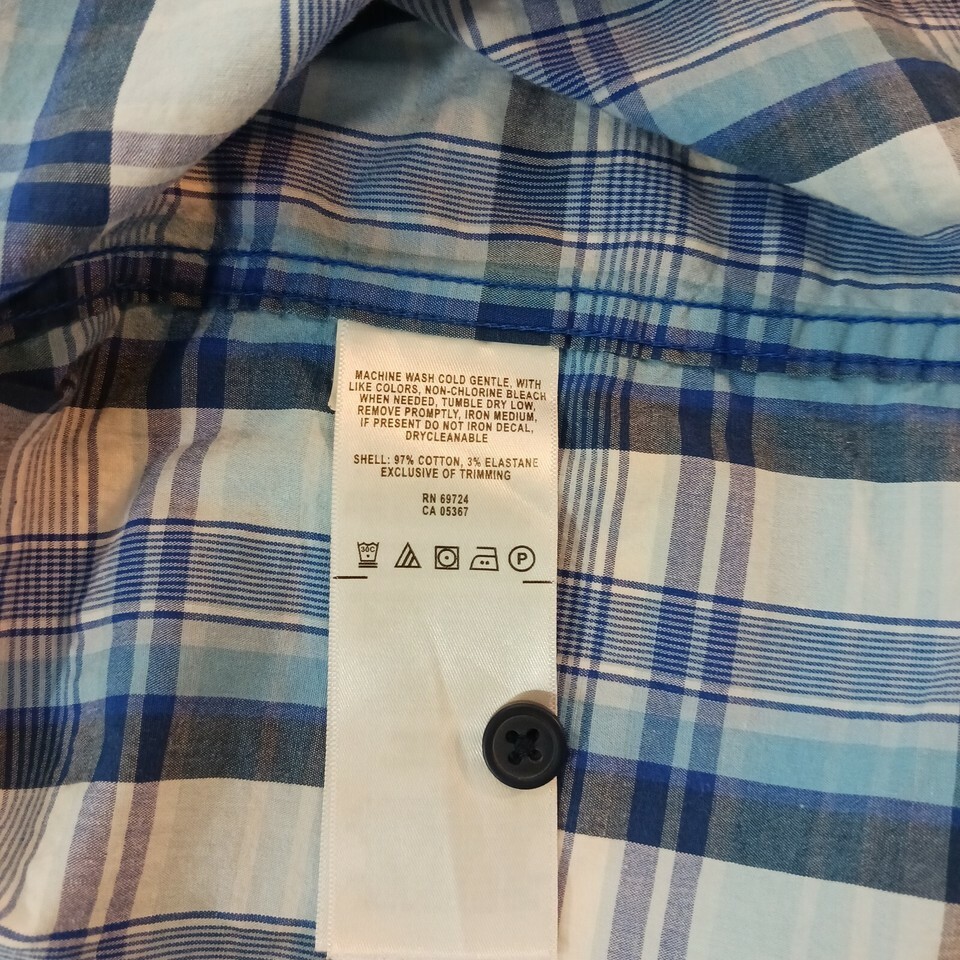 MACHINE WASH COLD GENTLE, WITH
LIKE COLORS, NON-CHLORINE BLEACH
WHEN NEEDED, TUMBLE DRY LOW,
REMOVE PROMPTLY, IRON MEDIUM,
IF PRESENT DO NOT IRON DECAL,
DRYCLEANABLE
SHELL: 97% COTTON, 3% ELASTANE
EXCLUSIVE OF TRIMMING
RN 69724
CA 05367
30C P